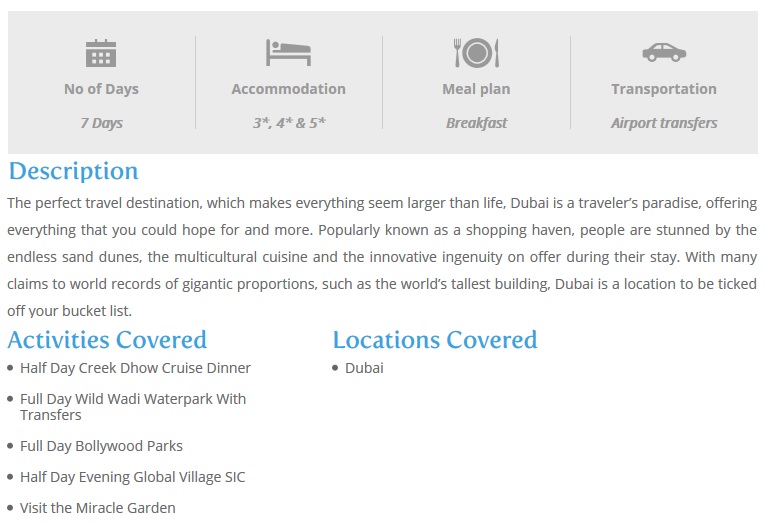 No of Days
Accommodation
Meal plan
Transportation
7 Days
3*, 4* & 5*
Breakfast
Airport transfers
Description
The perfect travel destination, which makes everything seem larger than life, Dubai is a traveler’s paradise, offering
everything that you could hope for and more. Popularly known as a shopping haven, people are stunned by the
endless sand dunes, the multicultural cuisine and the innovative ingenuity on offer during their stay. With many
claims to world records of gigantic proportions, such as the world’s tallest building, Dubai is a location to be ticked
off your bucket list.
Activities Covered
Half Day Creek Dhow Cruise Dinner
Full Day Wild Wadi Waterpark With
Transfers
Full Day Bollywood Parks
Half Day Evening Global Village SIC
Visit the Miracle Garden
Locations Covered
Dubai